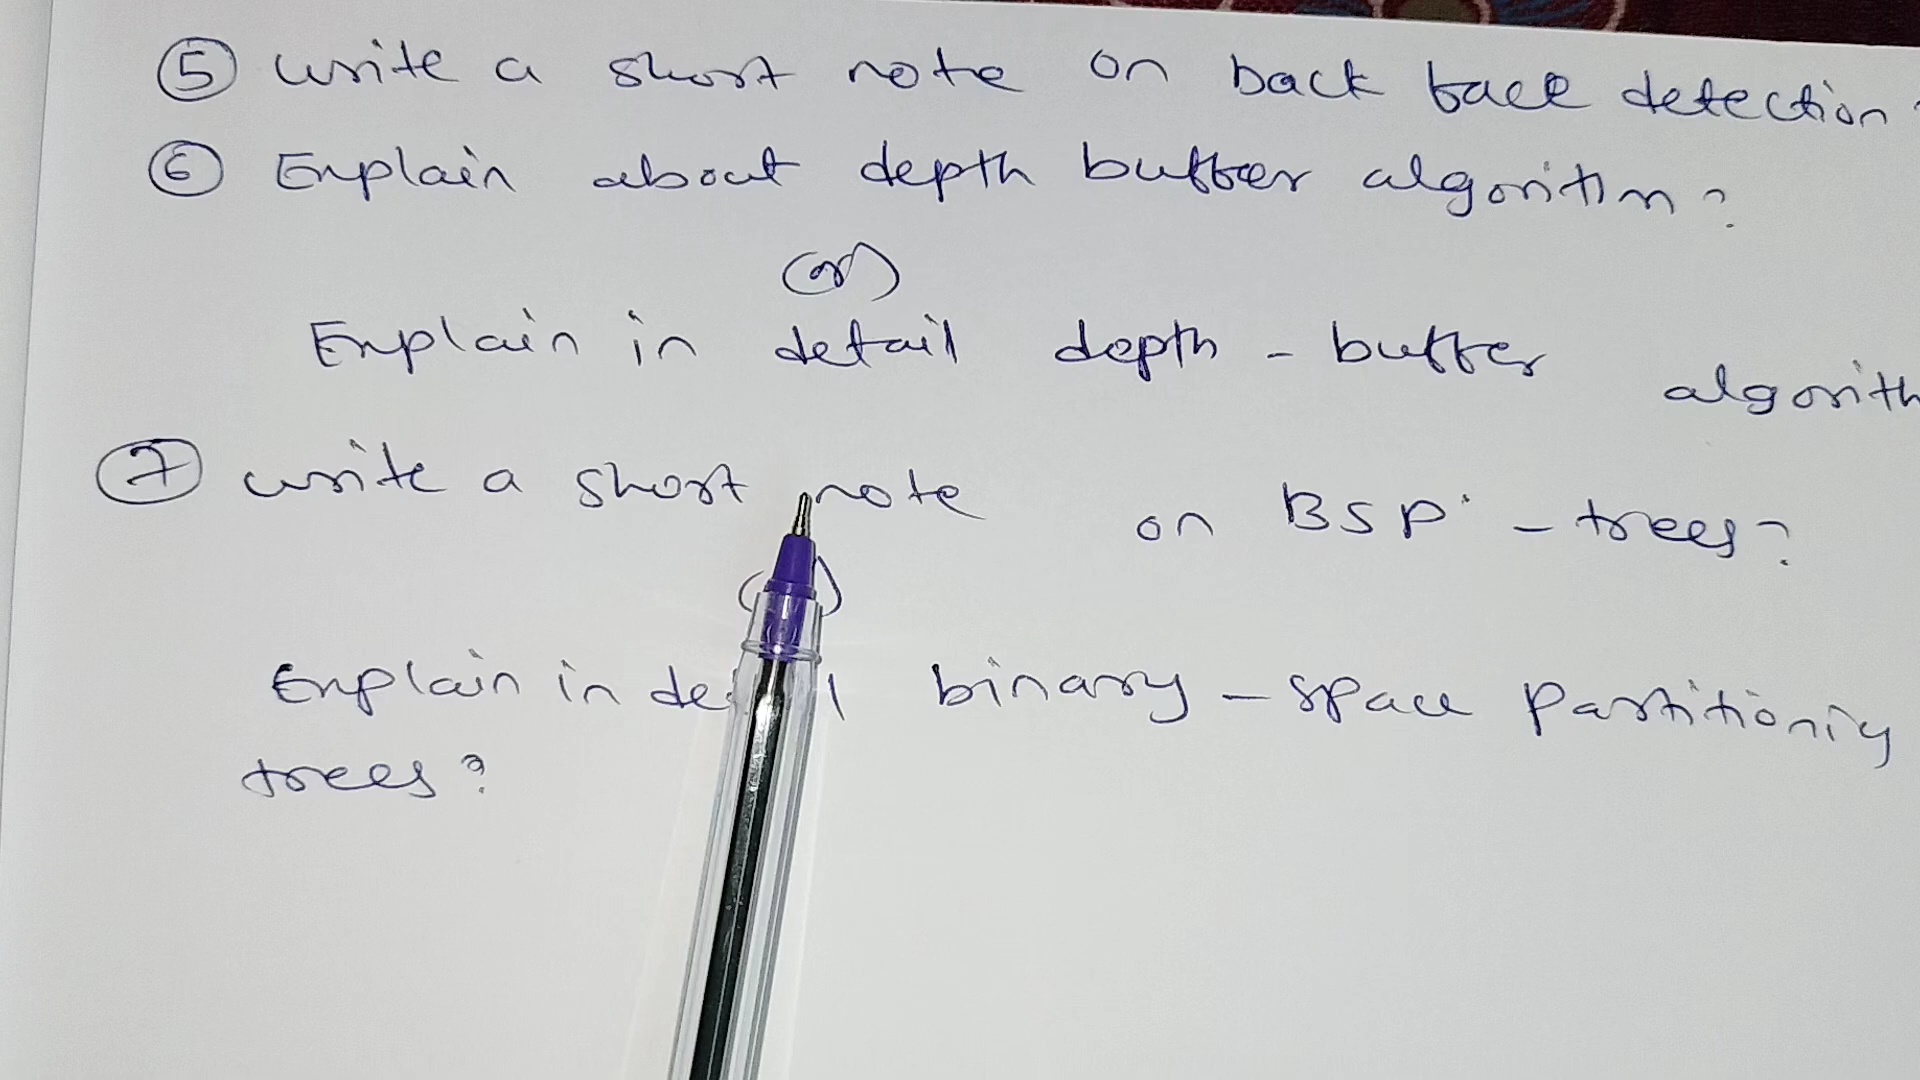 5 write a short note on back face detection
6 Explain about depth buffer algorithm?
(or)
Explain in detail depth - buffer algorith
7 write a short note on BSP - trees?
Explain in binary - space partitioning
trees?